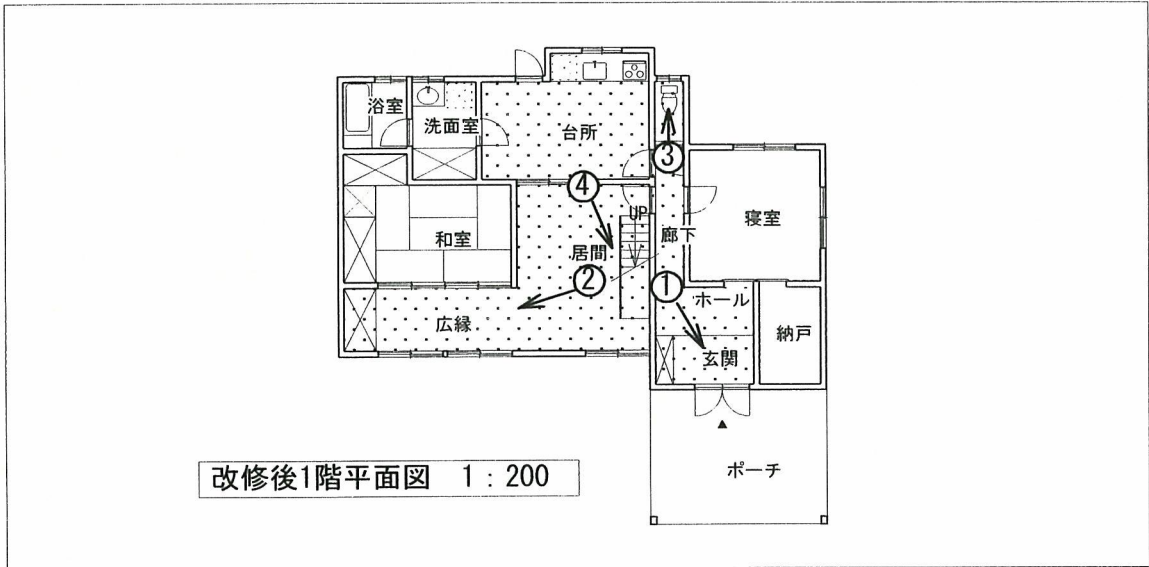 浴室
洗面室
台所
③
④
UP
寝室
和室
居間
廊下
②
①
ホール
広縁
納戸
玄関
改修後1階平面図 1:200
ポーチ